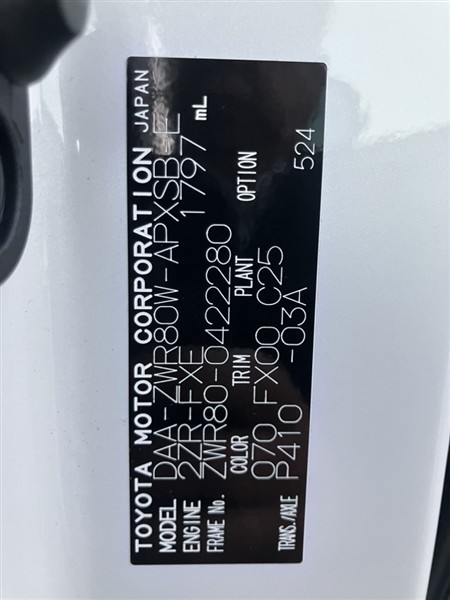 TOYOTA MOTOR CORPORATION JAPAN
MODEL DAA-ZWR80W-APXSB E
ENGINE 2ZR-FXE 1797 mL
FRAME No. ZWR80-0422280
COLOR TRIM PLANT OPTION
070 FX00 C25
TRANS./AXLE P410 -03A 524